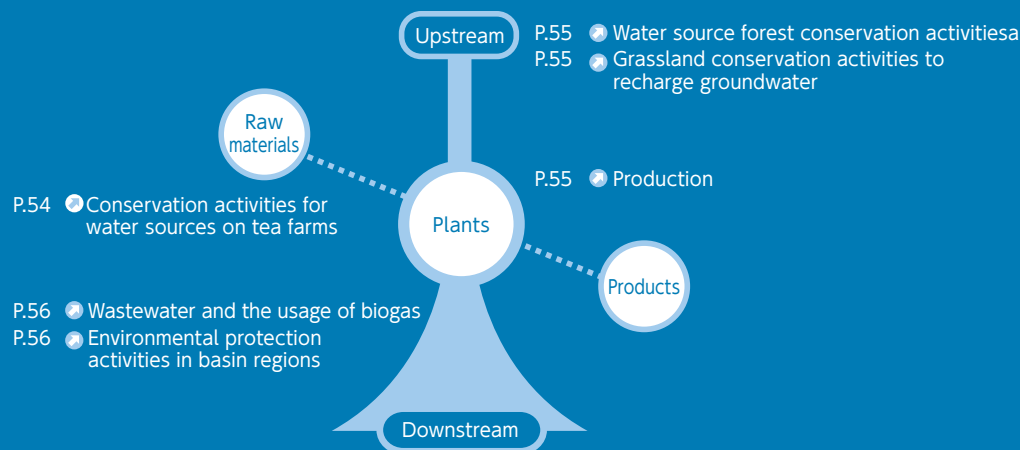 Upstream
P.55 Water source forest conservation activitiesa
P.55 Grassland conservation activities to
recharge groundwater
Raw
materials
P.54 Conservation activities for
water sources on tea farms
Plants
P.55 Production
Products
P.56 Wastewater and the usage of biogas
P.56 Environmental protection
activities in basin regions
Downstream